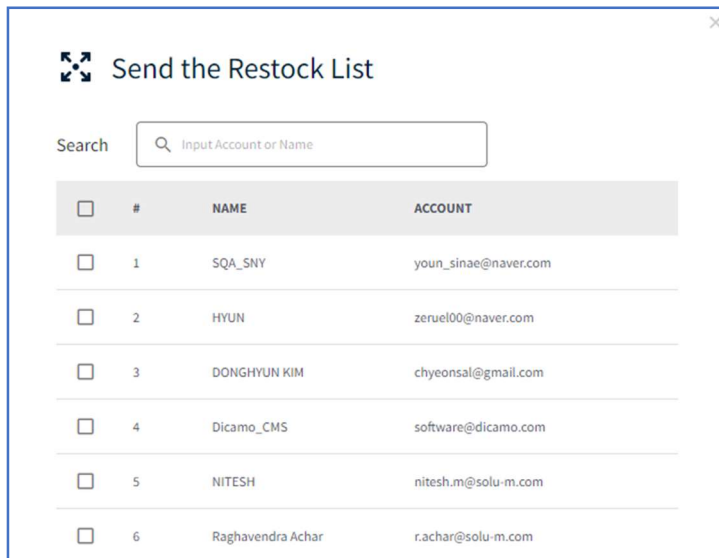 Send the Restock List
Search Input Account or Name
# NAME ACCOUNT
1 SQA_SNY youn_sinae@naver.com
2 HYUN zeruel00@naver.com
3 DONGHYUN KIM chyeonsal@gmail.com
4 Dicamo_CMS software@dicamo.com
5 NITESH nitesh.m@solu-m.com
6 Raghavendra Achar r.achar@solu-m.com